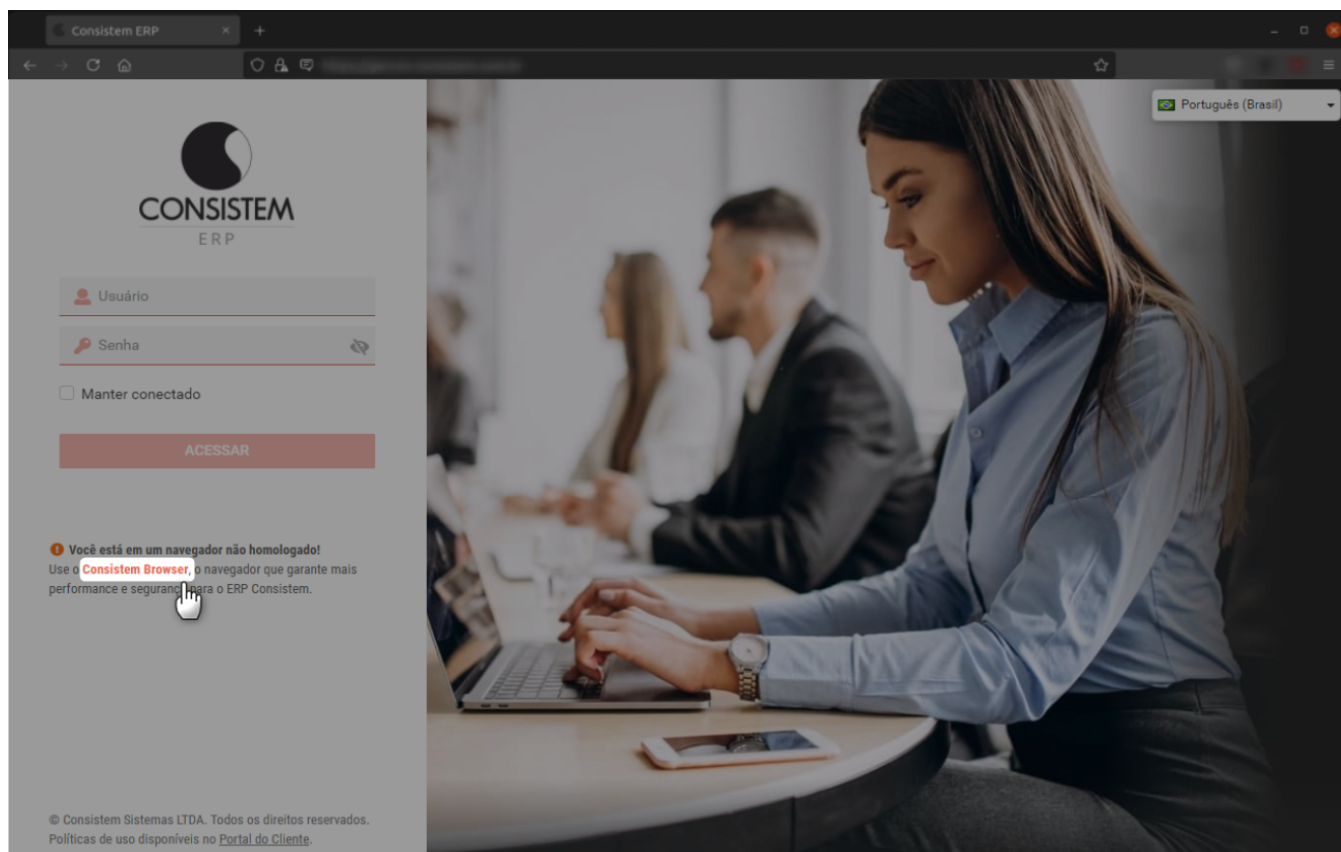 Consistem ERP
Português (Brasil)
CONSISTEM
ERP
Usuário
Senha
Manter conectado
ACESSAR
Você está em um navegador não homologado!
Use o Consistem Browser, o navegador que garante mais
performance e segurança para o ERP Consistem.
© Consistem Sistemas LTDA. Todos os direitos reservados.
Políticas de uso disponíveis no Portal do Cliente.